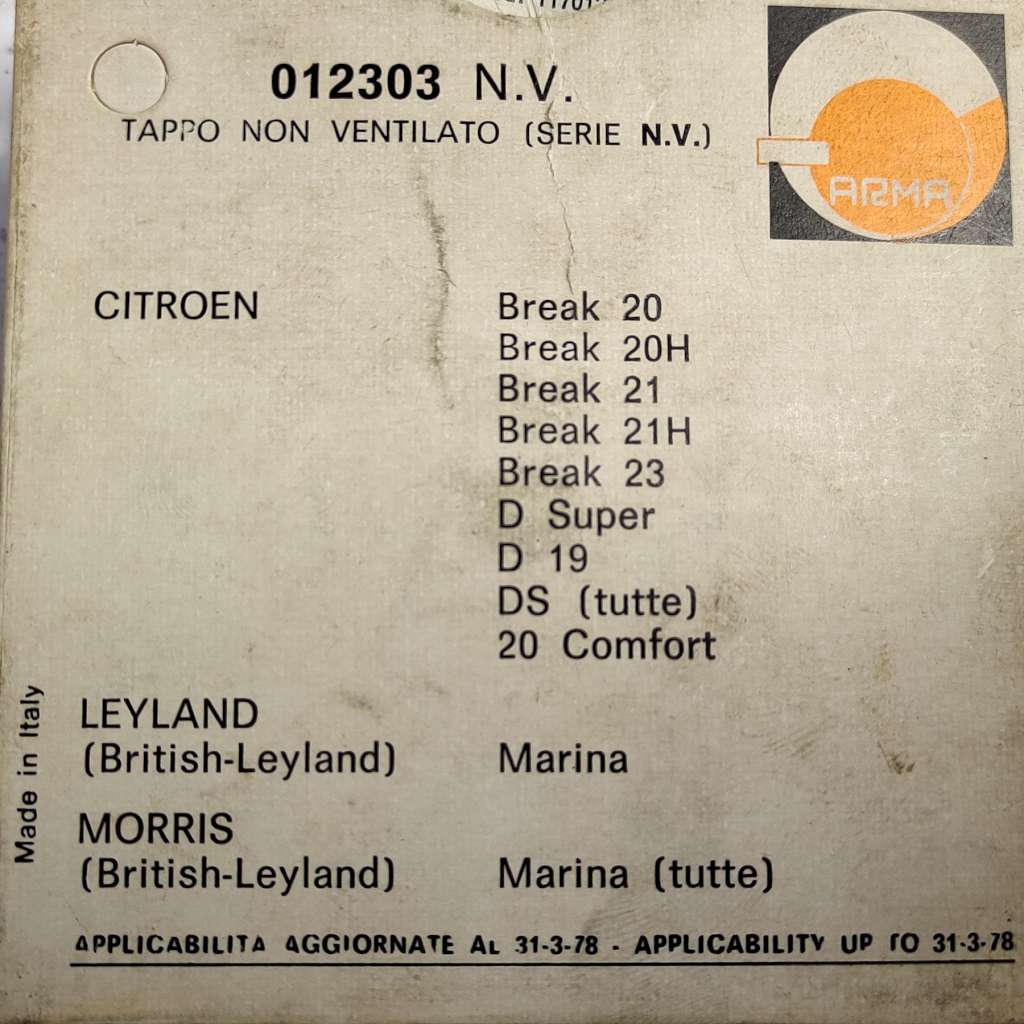 012303 N.V.
TAPPO NON VENTILATO (SERIE N.V.)
ARMA
CITROEN Break 20
Break 20H
Break 21
Break 21H
Break 23
D Super
D 19
DS (tutte)
20 Comfort
LEYLAND
(British-Leyland) Marina
MORRIS
(British-Leyland) Marina (tutte)
Made in Italy
APPLICABILITA AGGIORNATE AL 31-3-78 - APPLICABILITY UP TO 31-3-78